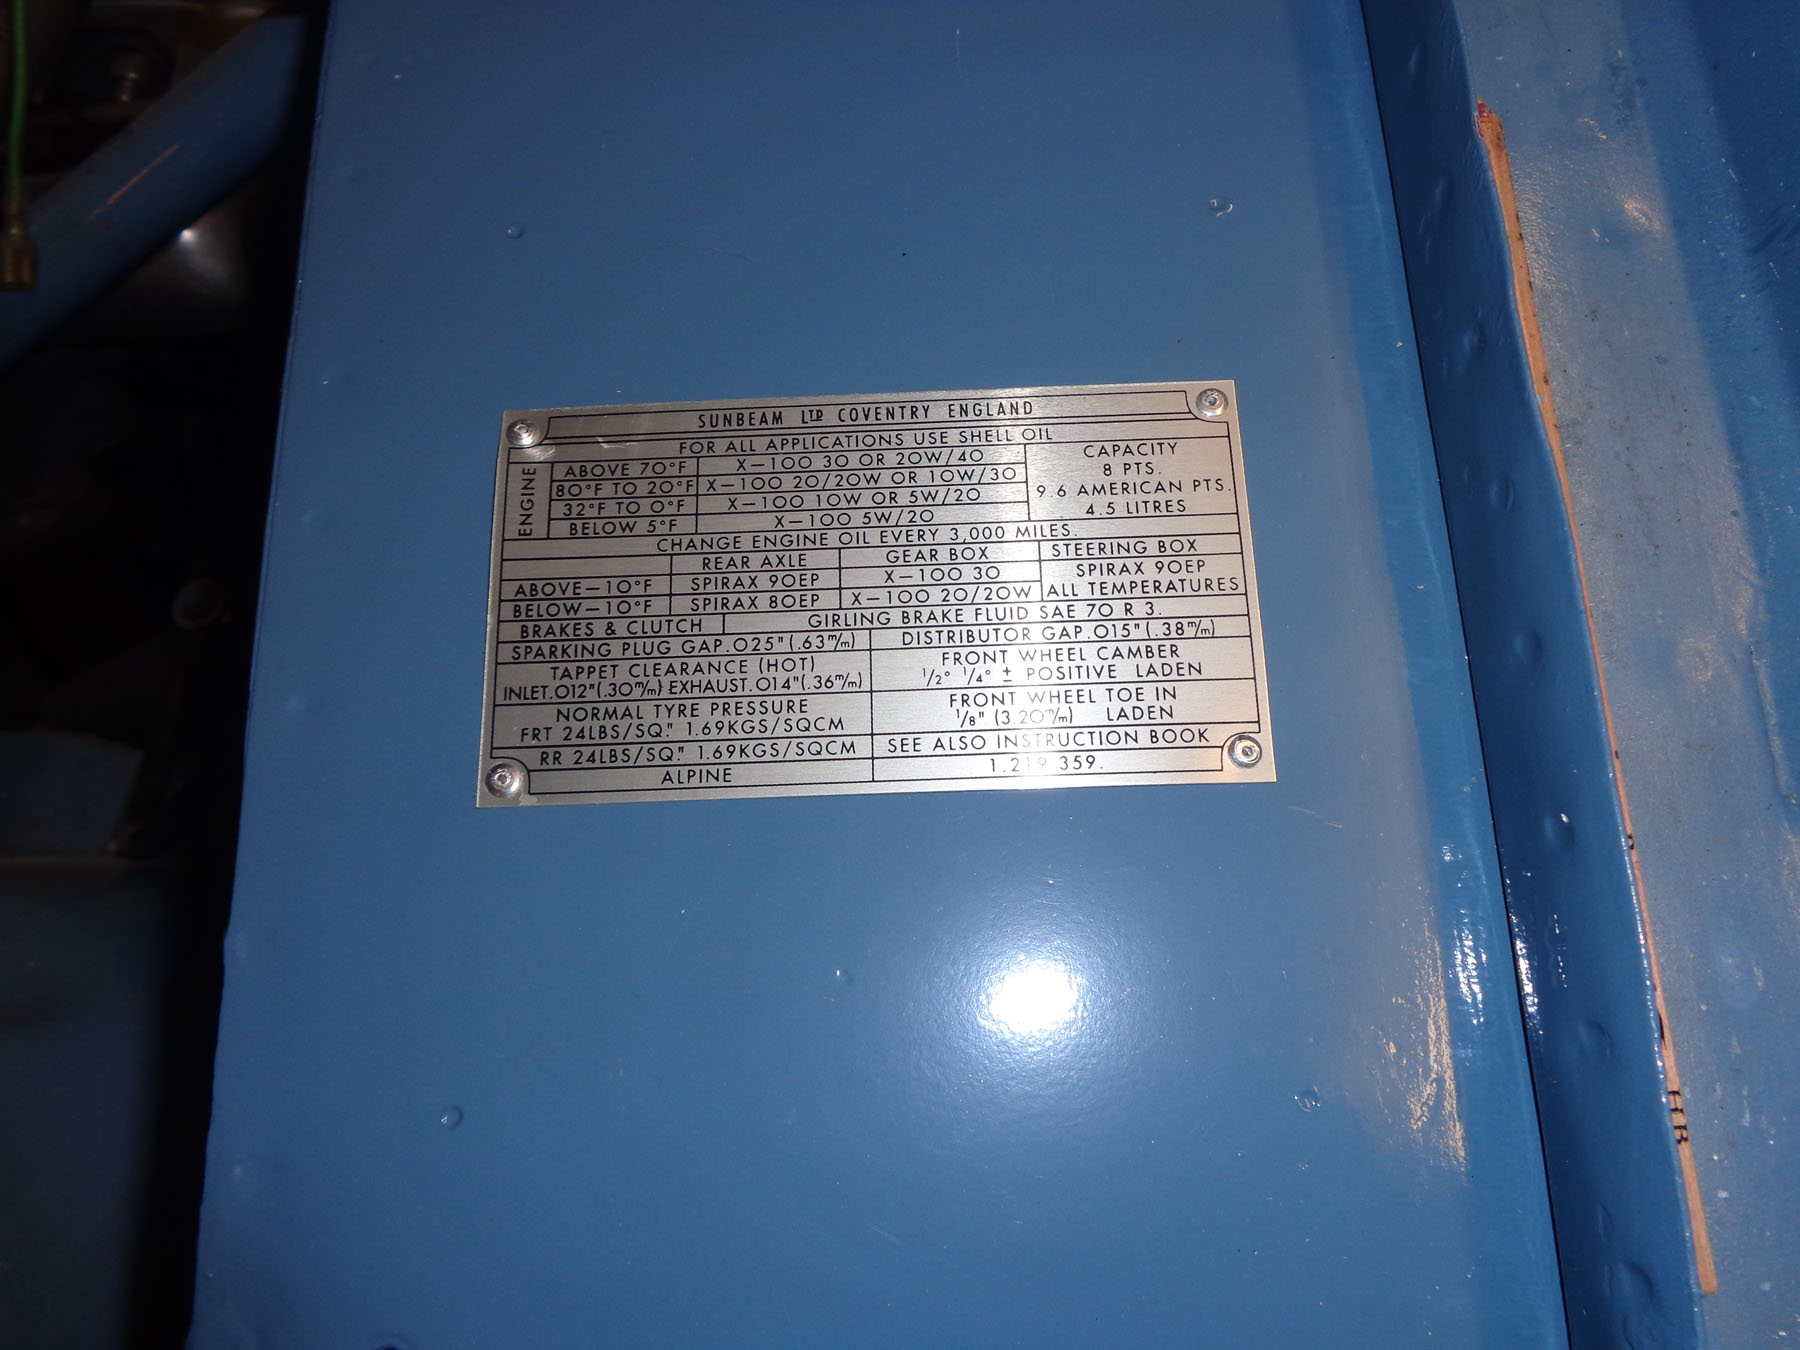 SUNBEAM LTD COVENTRY ENGLAND
FOR ALL APPLICATIONS USE SHELL OIL
ENGINE
ABOVE 70°F X–100 30 OR 20W/40
80°F TO 20°F X–100 20/20W OR 10W/30
32°F TO 0°F X–100 10W OR 5W/20
BELOW 5°F X–100 5W/20
CAPACITY
8 PTS.
9.6 AMERICAN PTS.
4.5 LITRES
CHANGE ENGINE OIL EVERY 3,000 MILES.
REAR AXLE GEAR BOX STEERING BOX
ABOVE–10°F SPIRAX 90EP X–100 30 SPIRAX 90EP
BELOW–10°F SPIRAX 80EP X–100 20/20W ALL TEMPERATURES
BRAKES & CLUTCH GIRLING BRAKE FLUID SAE 70 R 3.
SPARKING PLUG GAP.025" (.63m/m) DISTRIBUTOR GAP.015" (.38m/m)
TAPPET CLEARANCE (HOT)
INLET.012"(.30m/m) EXHAUST.014"(.36m/m)
FRONT WHEEL CAMBER
1/2° 1/4° ± POSITIVE LADEN
NORMAL TYRE PRESSURE
FRT 24LBS/SQ." 1.69KGS/SQCM
FRONT WHEEL TOE IN
1/8" (3.20m/m) LADEN
RR 24LBS/SQ." 1.69KGS/SQCM SEE ALSO INSTRUCTION BOOK
ALPINE 1.219 359.
HB